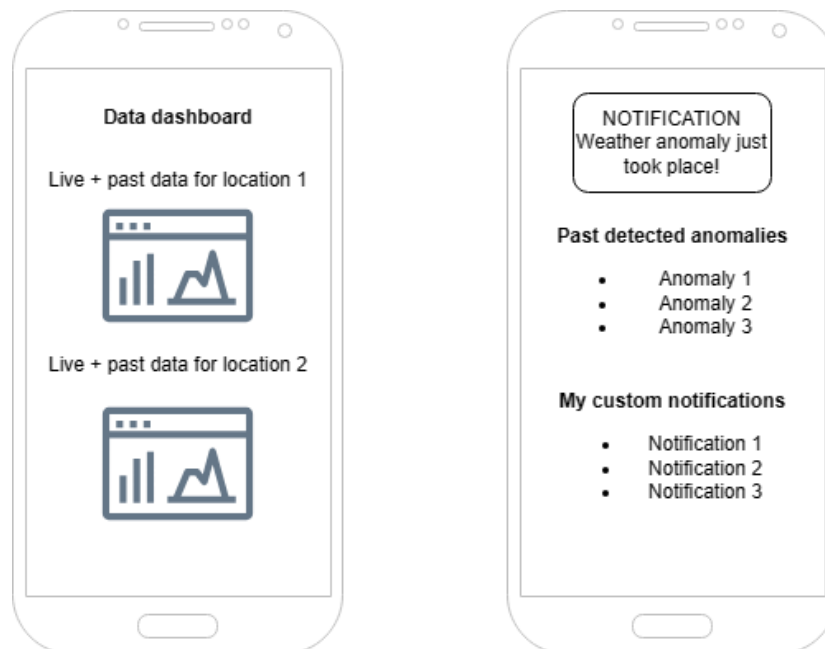 Data dashboard
Live + past data for location 1
Live + past data for location 2
NOTIFICATION
Weather anomaly just
took place!
Past detected anomalies
• Anomaly 1
• Anomaly 2
• Anomaly 3
My custom notifications
• Notification 1
• Notification 2
• Notification 3